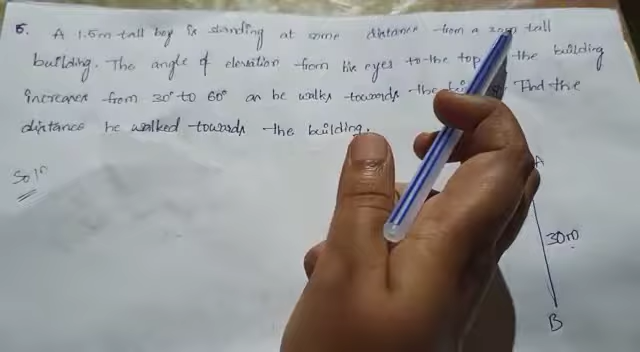 5. A 1.5m tall boy is standing at some distance from a tall
building. The angle of elevation from his eyes to the top the building
increases from 30° to 60° as he walks towards the Find the
distance he walked towards the building.
Soln
A
30m
B